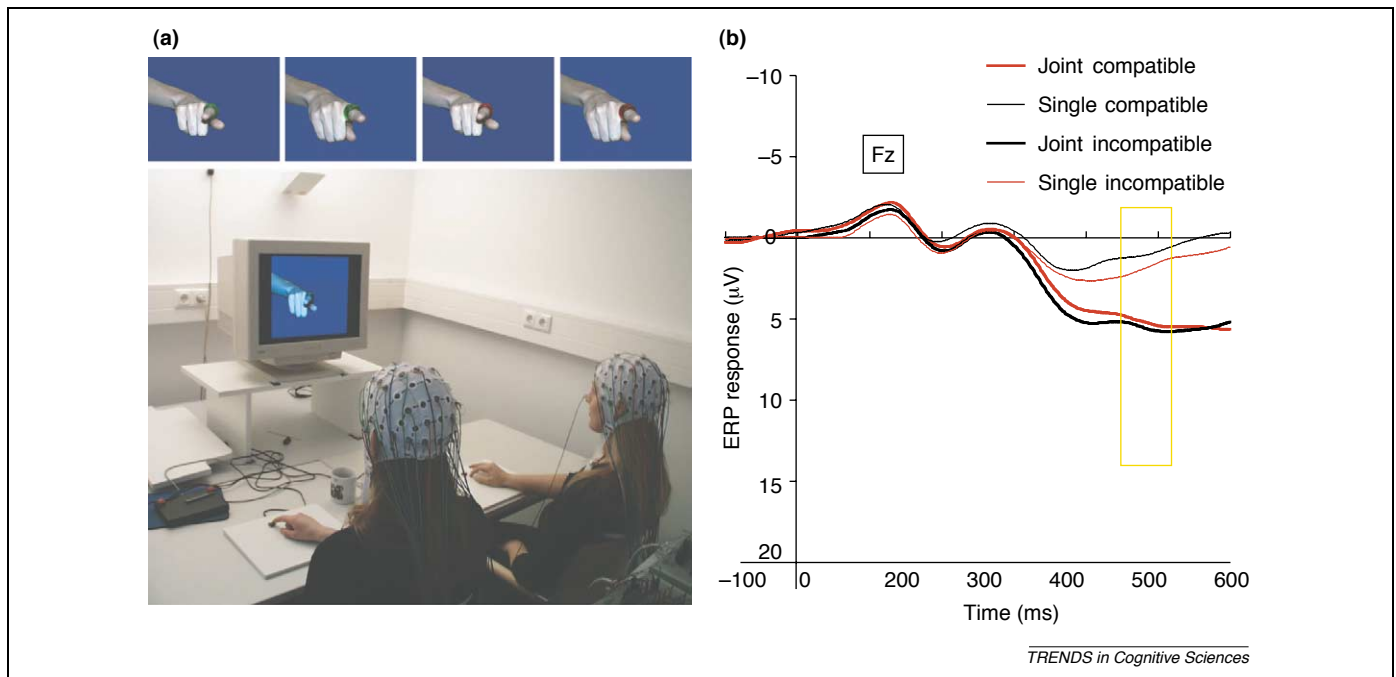 (a)
(b)
Joint compatible
Single compatible
Joint incompatible
Single incompatible
Fz
–10
–5
0
5
10
15
20
ERP response (μV)
–100 0 200 300 400 500 600
Time (ms)
TRENDS in Cognitive Sciences